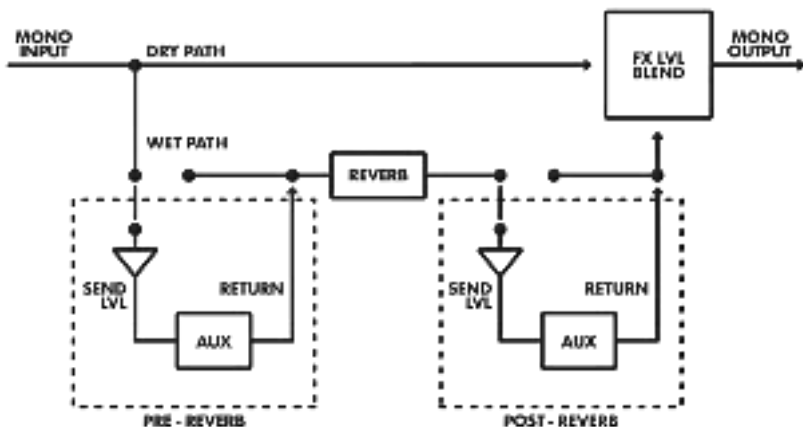 MONO
INPUT
DRY PATH
FX LVL
BLEND
MONO
OUTPUT
WET PATH
REVERB
SEND
LVL
RETURN
AUX
PRE - REVERB
SEND
LVL
RETURN
AUX
POST - REVERB